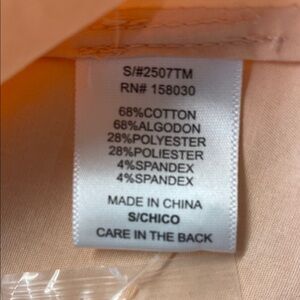 S/#2507TM
RN# 158030
68%COTTON
68%ALGODON
28%POLYESTER
28%POLIESTER
4%SPANDEX
4%SPANDEX
MADE IN CHINA
S/CHICO
CARE IN THE BACK